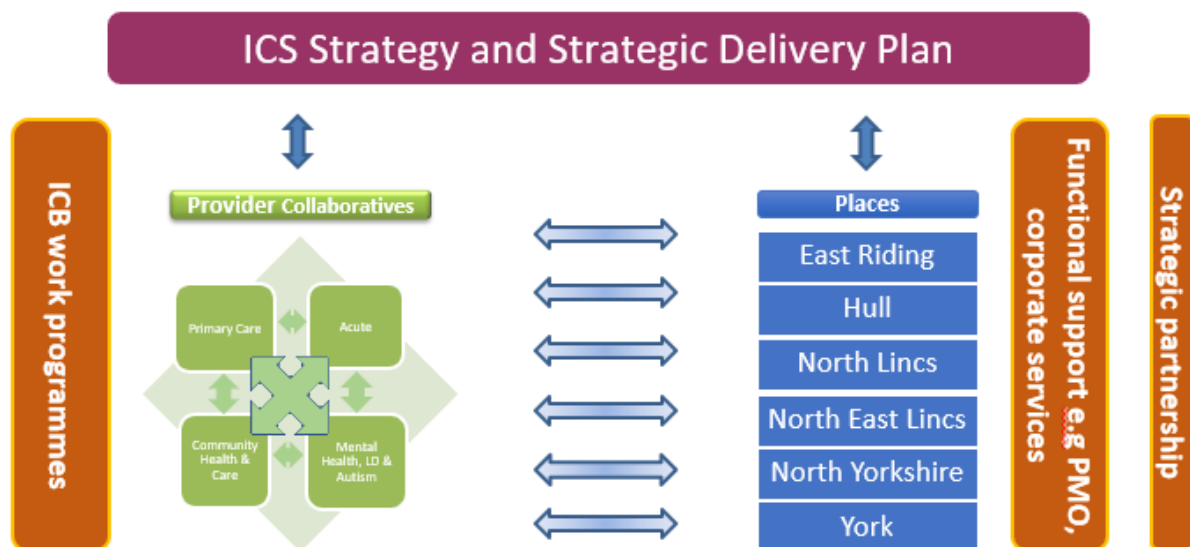 ICS Strategy and Strategic Delivery Plan
ICB work programmes
Provider Collaboratives
Primary Care
Acute
Community
Health &
Care
Mental
Health, LD &
Autism
Places
East Riding
Hull
North Lincs
North East Lincs
North Yorkshire
York
Functional support e.g PMO,
corporate services
Strategic partnership